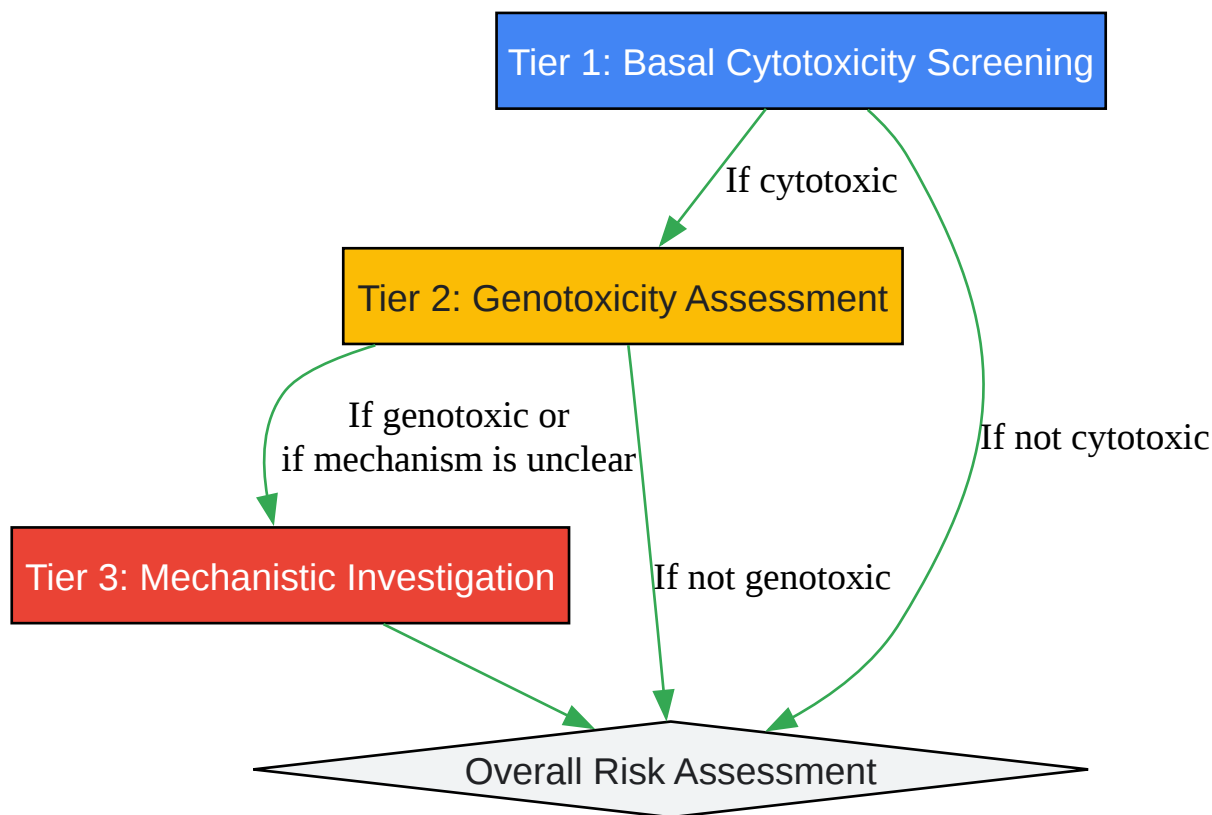 Tier 1: Basal Cytotoxicity Screening
If cytotoxic
Tier 2: Genotoxicity Assessment
If genotoxic or
if mechanism is unclear
If not cytotoxic
Tier 3: Mechanistic Investigation
If not genotoxic
Overall Risk Assessment